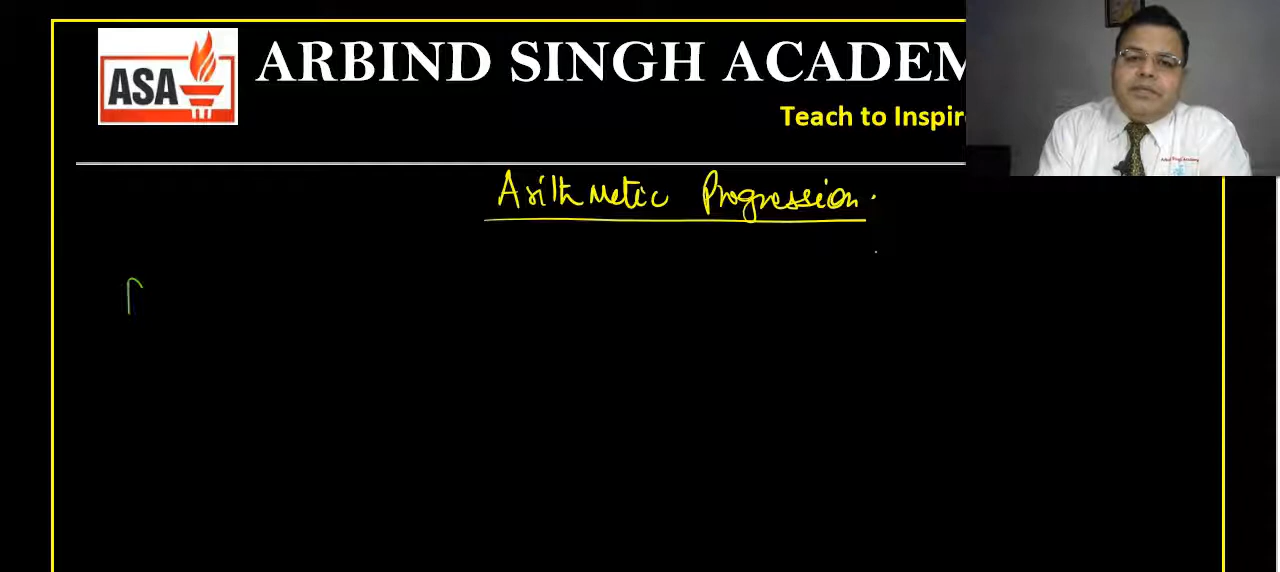 ASA
ARBIND SINGH ACADEM
Teach to Inspir
Arithmetic Progression.